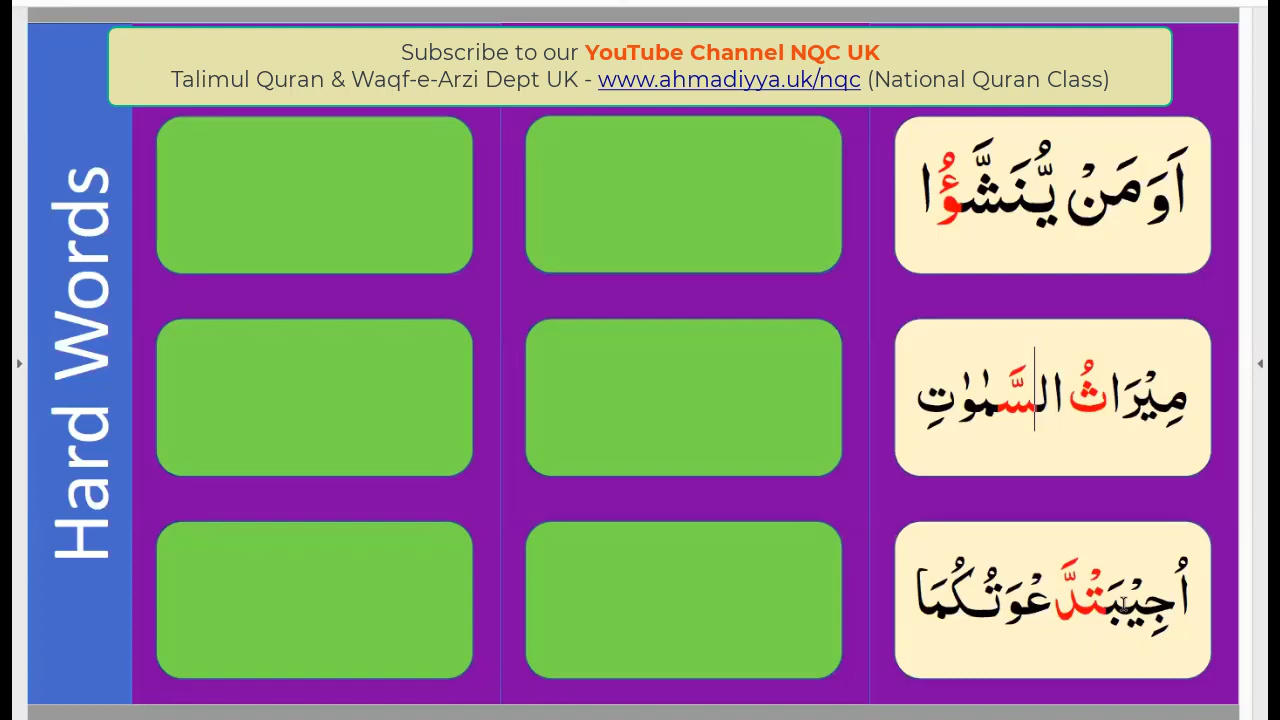 Subscribe to our YouTube Channel NQC UK
Talimul Quran & Waqf-e-Arzi Dept UK - www.ahmadiyya.uk/nqc (National Quran Class)
Hard Words
اَوَمَنْ يُّنَشَّؤُا
مِيْرَاثُ السَّمٰوٰتِ
اُجِيْبَتْدَّعْوَتُكُمَا